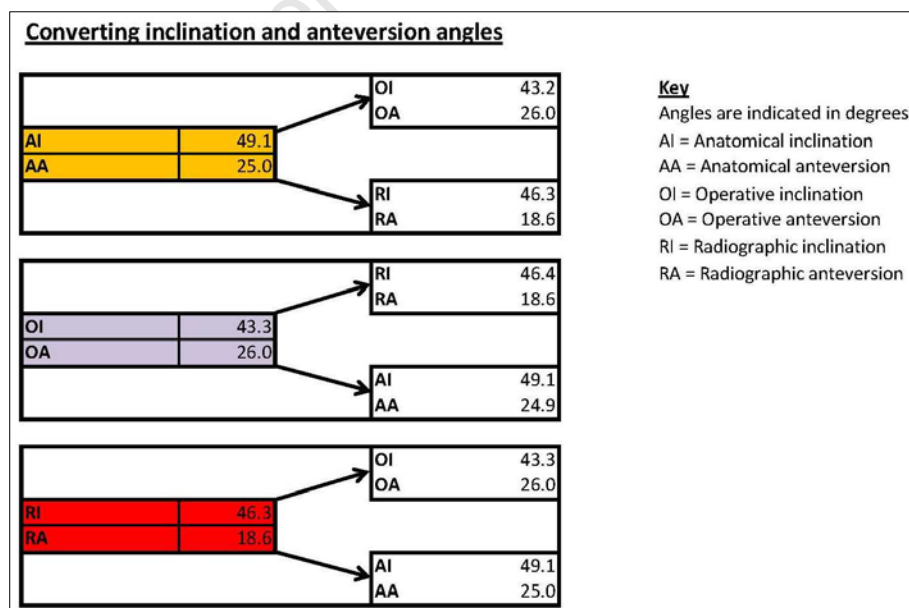 Converting inclination and anteversion angles
OI 43.2
OA 26.0
AI 49.1
AA 25.0
RI 46.3
RA 18.6
RI 46.4
RA 18.6
OI 43.3
OA 26.0
AI 49.1
AA 24.9
OI 43.3
OA 26.0
RI 46.3
RA 18.6
AI 49.1
AA 25.0
Key
Angles are indicated in degrees
AI = Anatomical inclination
AA = Anatomical anteversion
OI = Operative inclination
OA = Operative anteversion
RI = Radiographic inclination
RA = Radiographic anteversion